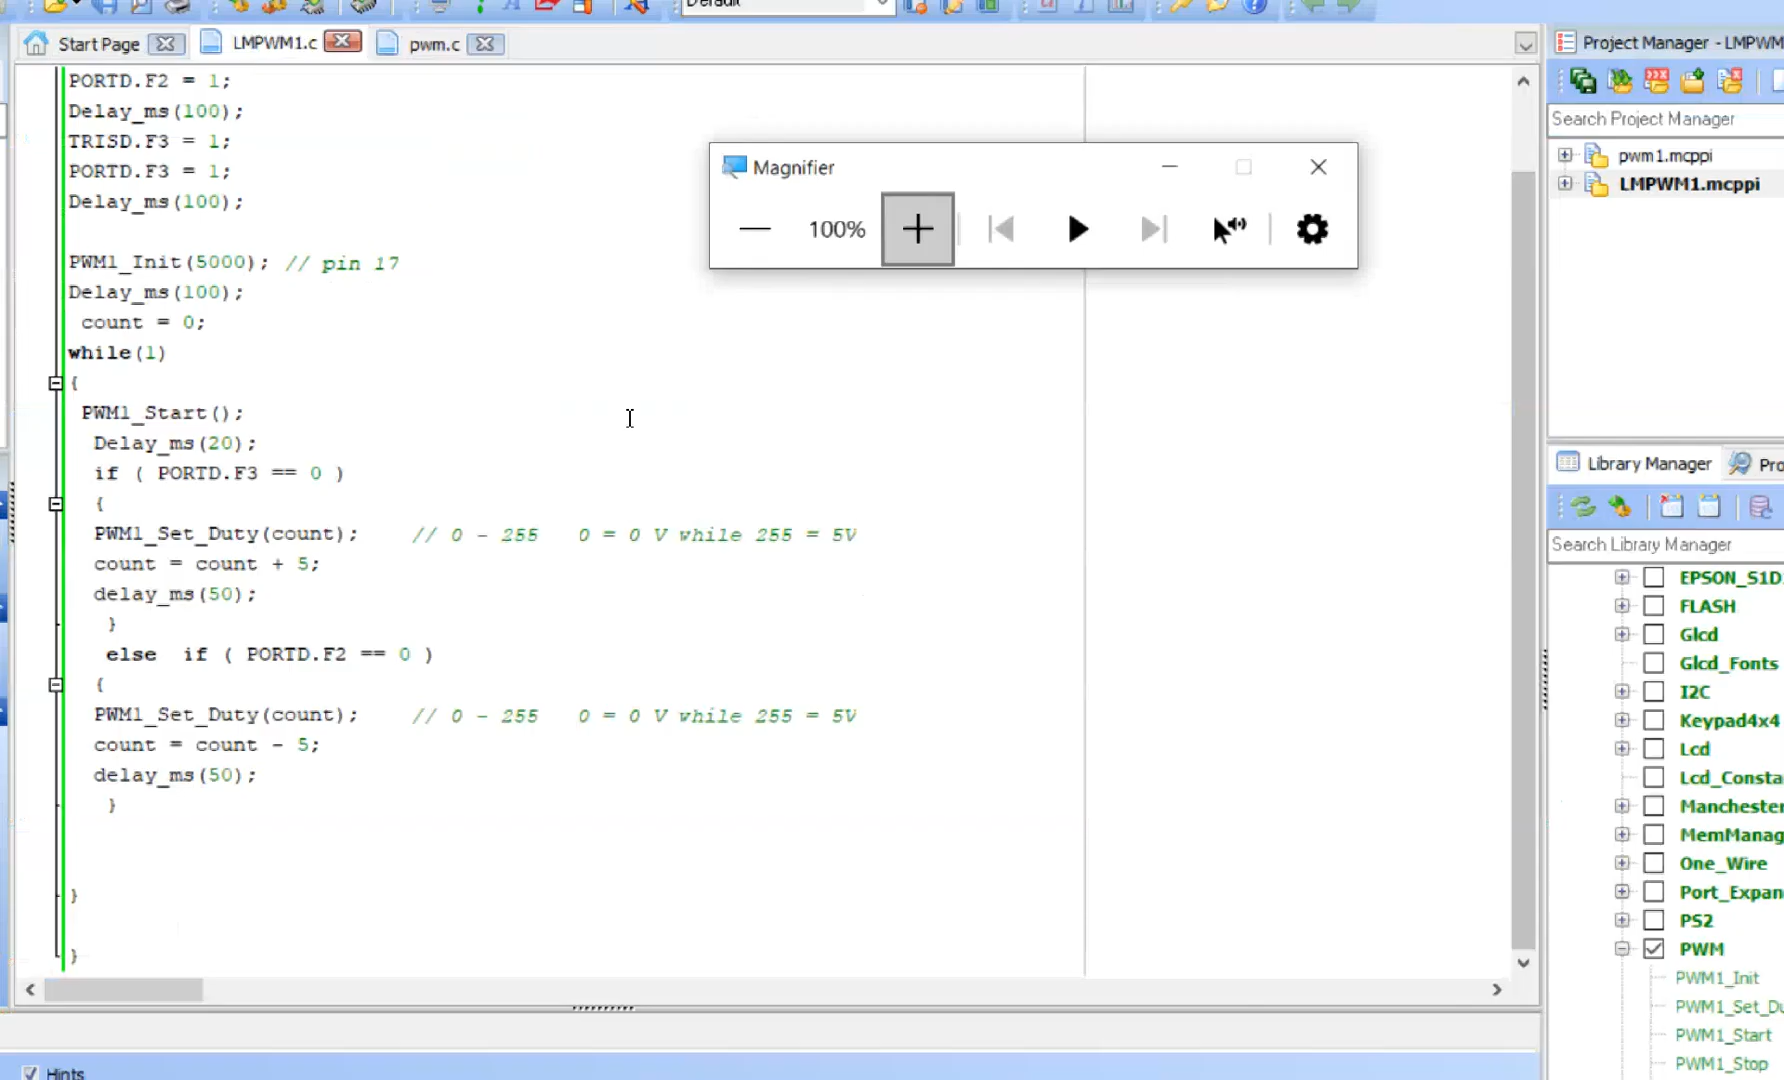 Default
Start Page
LMPWM1.c
pwm.c
PORTD.F2 = 1;
Delay_ms(100);
TRISD.F3 = 1;
PORTD.F3 = 1;
Delay_ms(100);
PWM1_Init(5000); // pin 17
Delay_ms(100);
count = 0;
while(1)
{
PWM1_Start();
Delay_ms(20);
if ( PORTD.F3 == 0 )
{
PWM1_Set_Duty(count); // 0 - 255 0 = 0 V while 255 = 5V
count = count + 5;
delay_ms(50);
}
else if ( PORTD.F2 == 0 )
{
PWM1_Set_Duty(count); // 0 - 255 0 = 0 V while 255 = 5V
count = count - 5;
delay_ms(50);
}
}
}
Hints
Magnifier
100%
Project Manager - LMPWM
Search Project Manager
pwm1.mcppi
LMPWM1.mcppi
Library Manager
Pro
Search Library Manager
EPSON_S1D
FLASH
Glcd
Glcd_Fonts
I2C
Keypad4x4
Lcd
Lcd_Consta
Manchester
MemManag
One_Wire
Port_Expan
PS2
PWM
PWM1_Init
PWM1_Set_Du
PWM1_Start
PWM1_Stop